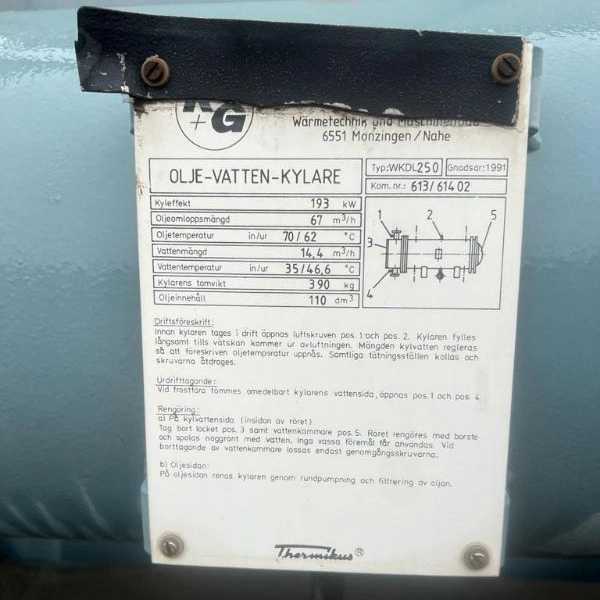 +G
Wärmetechnik und Maschinenbau
6551 Monzingen/Nahe
OLJE-VATTEN-KYLARE
Typ: WKDL 250
Gnodsår: 1991
Kom. nr.: 613/614 02
Kyleffekt 193 kW
Oljeomloppsmängd 67 m³/h
Oljetemperatur in/ur 70/62 °C
Vattenmängd 14,4 m³/h
Vattentemperatur in/ur 35/46,6 °C
Kylarens tomvikt 390 kg
Oljeinnehåll 110 dm³
1 2 5
3
4
Driftsföreskrift:
Innan kylaren tages i drift öppnas luftskruven pos. 1 och pos. 2. Kylaren fylles
långsamt tills vätskan kommer ur avluftningen. Mängden kylvatten regleras
så att föreskriven oljetemperatur uppnås. Samtliga tätningsställen kollas och
skruvarna åtdrages.
Urdrifttagande:
Vid frostfara tömmes omedelbart kylarens vattensida, öppnas pos. 1 och pos. 4.
Rengöring:
a) På kylvattensida (insidan av röret)
Tag bort locket pos. 3 samt vattenkammare pos. 5. Röret rengöres med borste
och spolas noggrant med vatten. Inga vassa föremål får användas. Vid
borttagande av vattenkammare lossas endast genomgångsskruvarna.
b) Oljesidan:
På oljesidan renas kylaren genom rundpumpning och filtrering av oljan.
Thermikus®